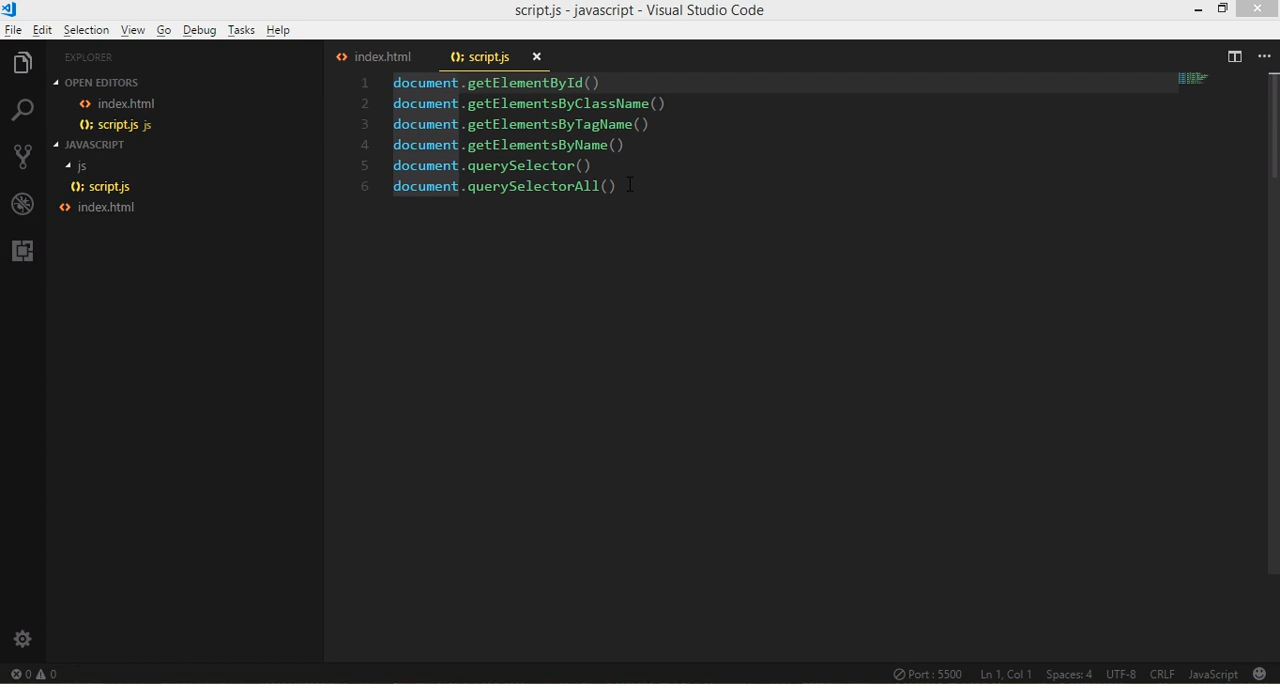 script.js - javascript - Visual Studio Code
File Edit Selection View Go Debug Tasks Help
EXPLORER
OPEN EDITORS
index.html
script.js js
JAVASCRIPT
js
script.js
index.html
index.html script.js
1 document.getElementById()
2 document.getElementsByClassName()
3 document.getElementsByTagName()
4 document.getElementsByName()
5 document.querySelector()
6 document.querySelectorAll()
0 0 Port : 5500 Ln 1, Col 1 Spaces: 4 UTF-8 CRLF JavaScript